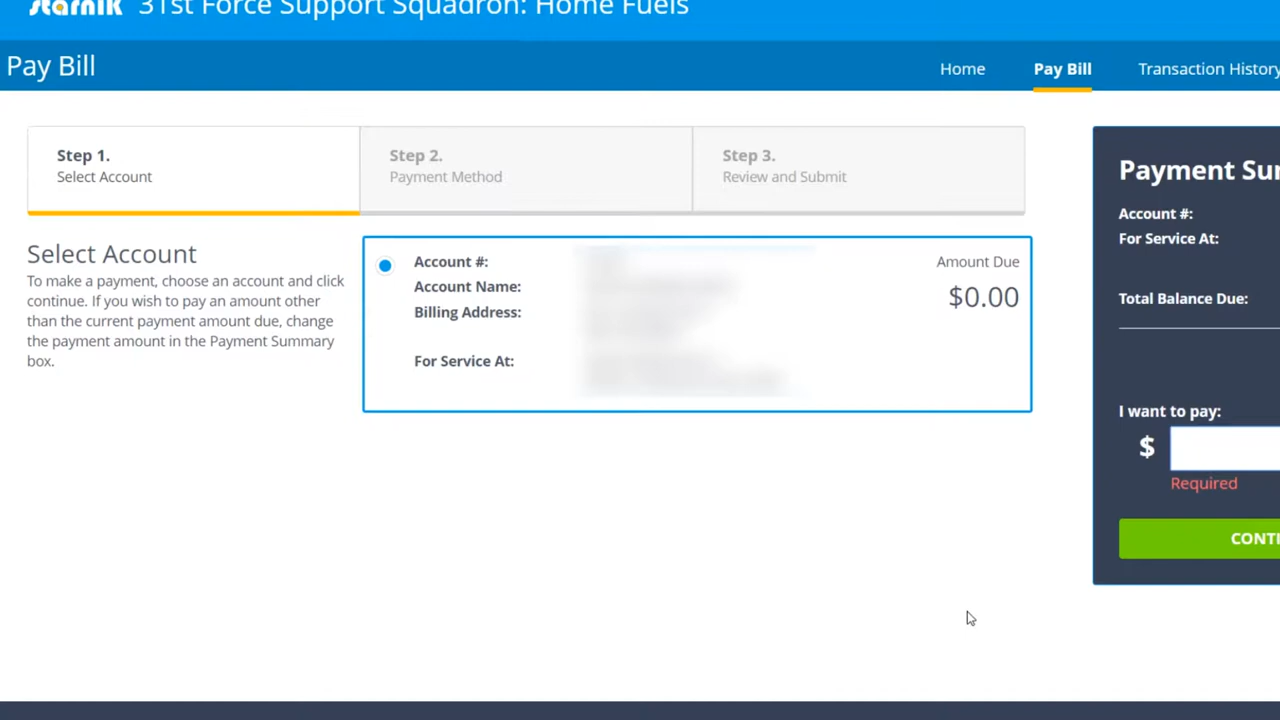 starnik 31st Force Support Squadron: Home Fuels
Pay Bill
Home Pay Bill Transaction History
Step 1.
Select Account
Step 2.
Payment Method
Step 3.
Review and Submit
Select Account
To make a payment, choose an account and click
continue. If you wish to pay an amount other
than the current payment amount due, change
the payment amount in the Payment Summary
box.
Account #:
Account Name:
Billing Address:
For Service At:
Amount Due
$0.00
Payment Sum
Account #:
For Service At:
Total Balance Due:
I want to pay:
$
Required
CONTI